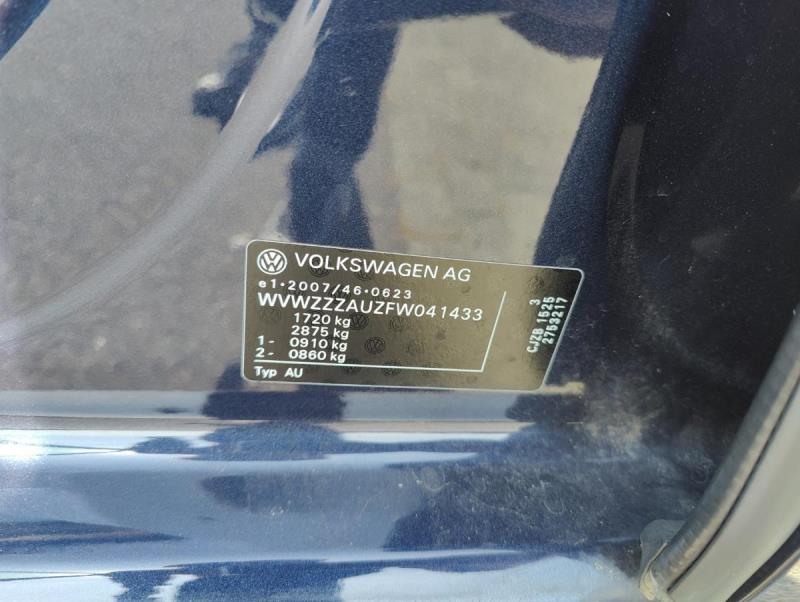 VOLKSWAGEN AG
e1*2007/46*0623
WVWZZZAUZFW041433
1720 kg
2875 kg
1- 0910 kg
2- 0860 kg
Typ AU
3
CJZB 1525
2753217